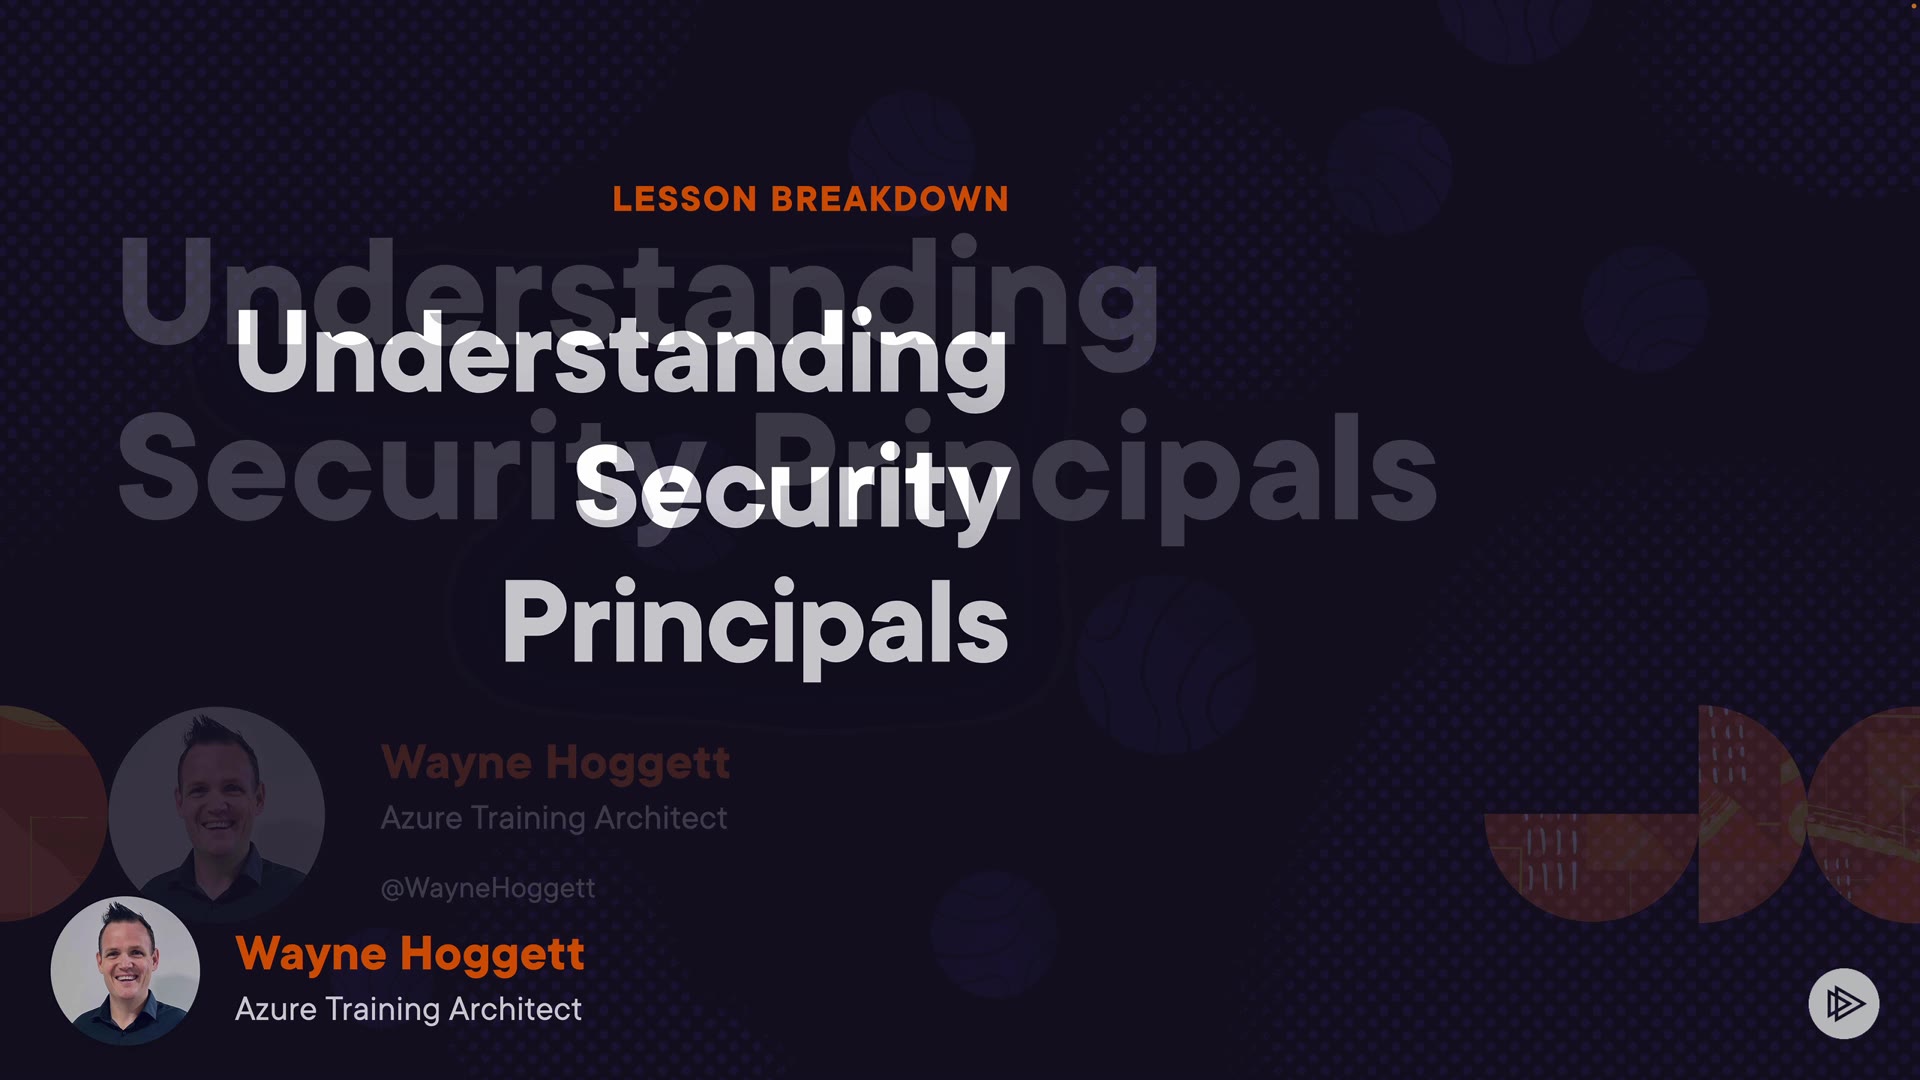 LESSON BREAKDOWN
Understanding
Security Principals
Understanding
Security
Principals
Wayne Hoggett
Azure Training Architect
@WayneHoggett
Wayne Hoggett
Azure Training Architect